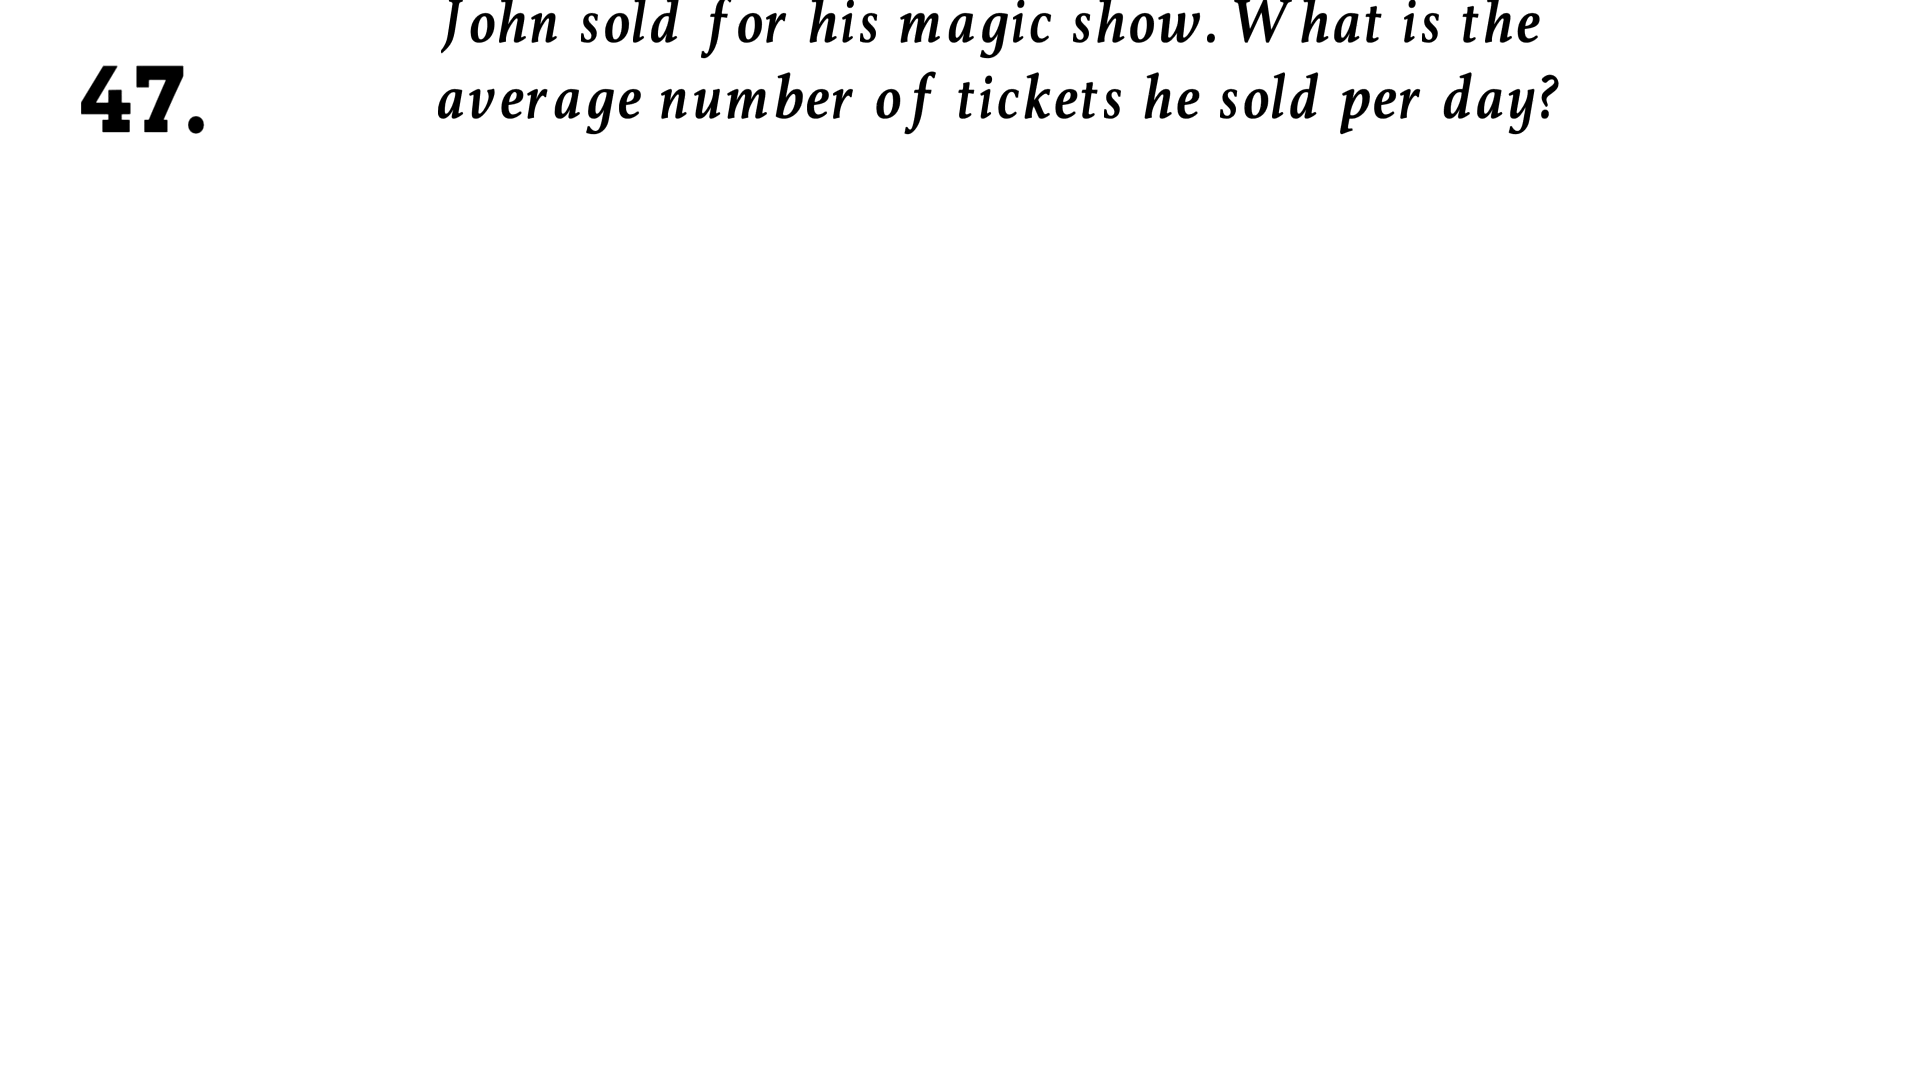 John sold for his magic show. What is the
47. average number of tickets he sold per day?